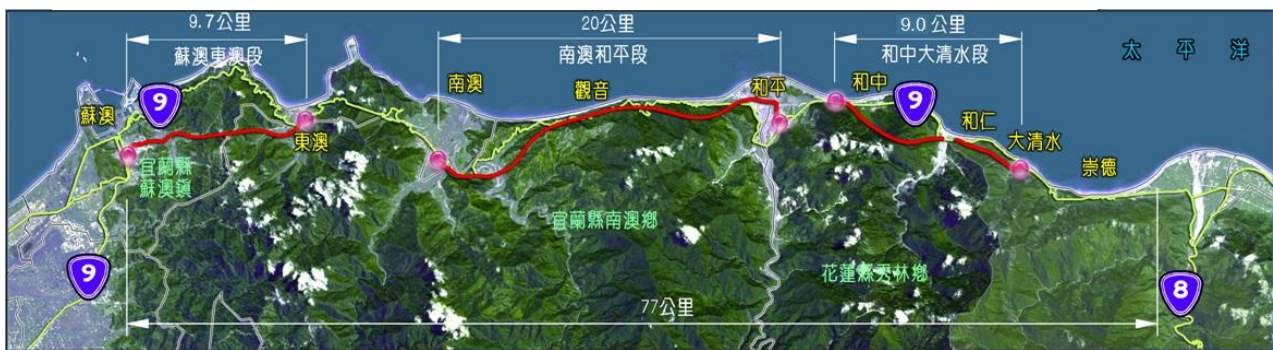 9.7公里
20公里
9.0公里
蘇澳東澳段
南澳和平段
和中大清水段
太平洋
蘇澳
9
東澳
南澳
觀音
和平
和中
9
和仁
大清水
崇德
宜蘭縣
蘇澳鎮
宜蘭縣南澳鄉
花蓮縣秀林鄉
9
8
77公里